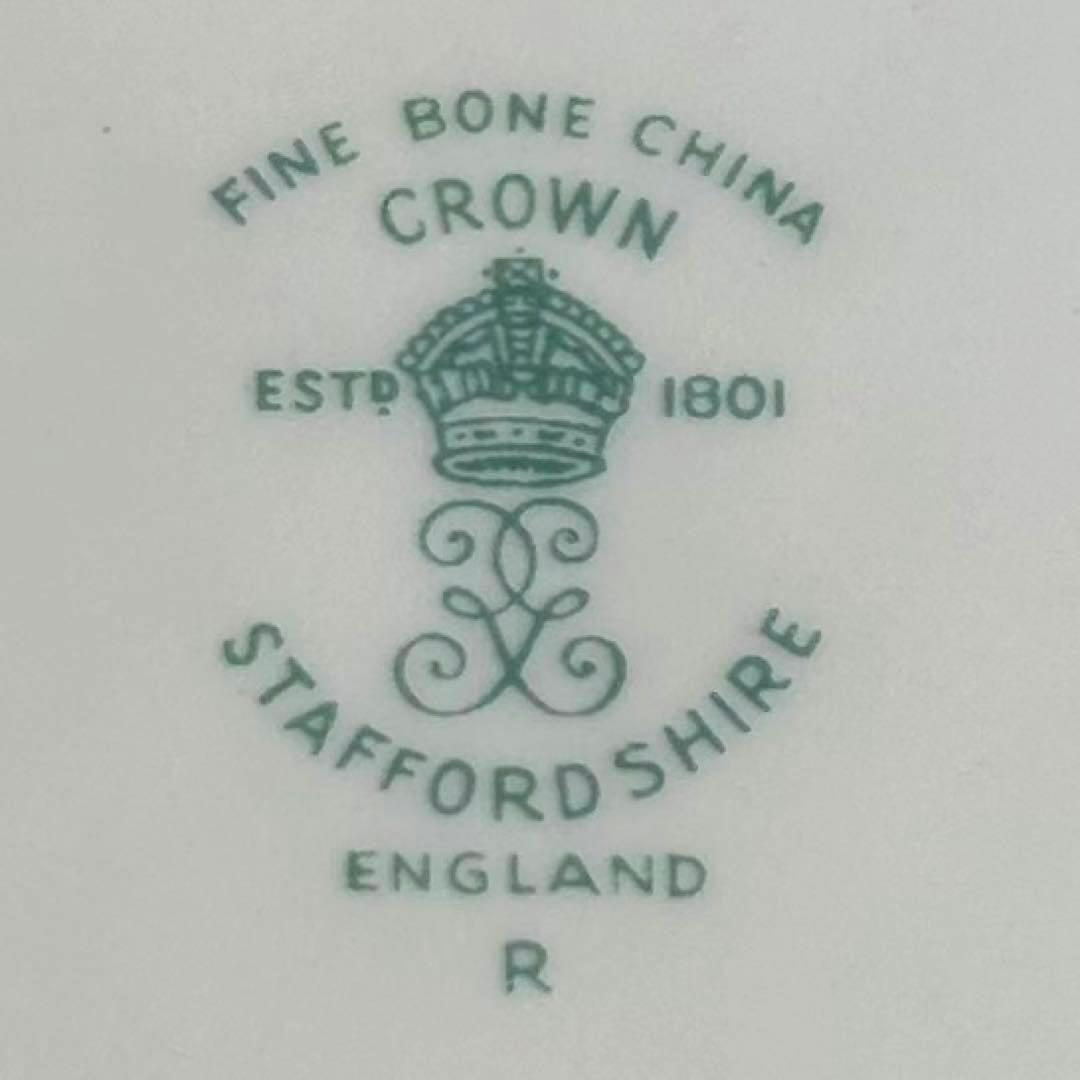 FINE BONE CHINA
CROWN
ESTD 1801
STAFFORDSHIRE
ENGLAND
R